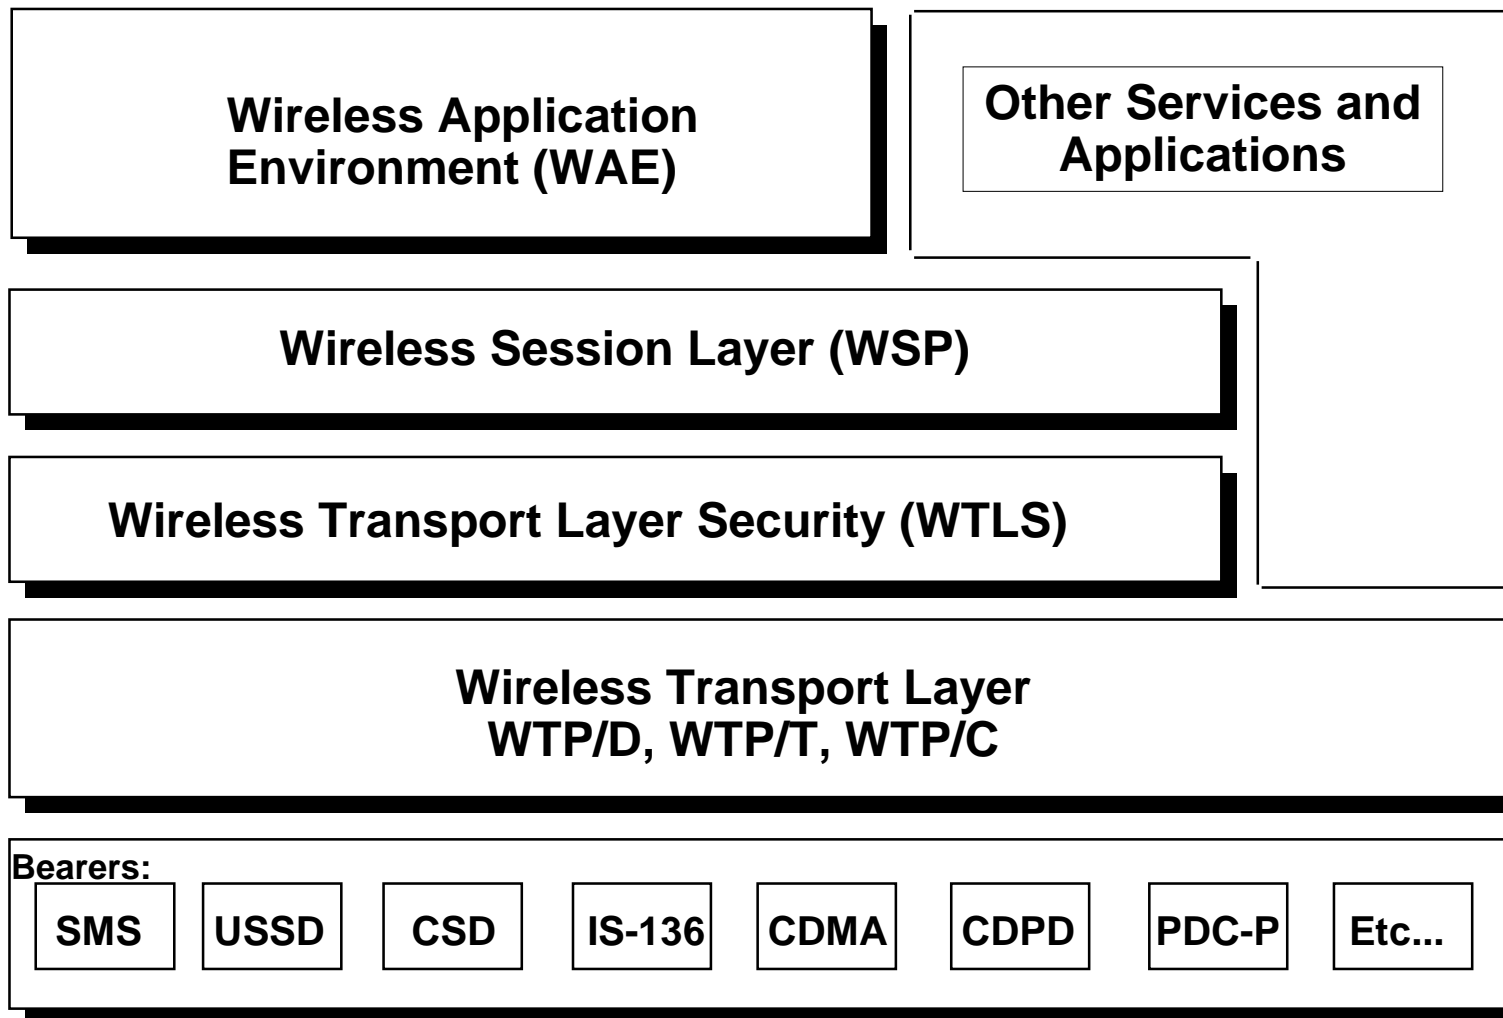 Wireless Application
Environment (WAE)
Other Services and
Applications
Wireless Session Layer (WSP)
Wireless Transport Layer Security (WTLS)
Wireless Transport Layer
WTP/D, WTP/T, WTP/C
Bearers:
SMS USSD CSD IS-136 CDMA CDPD PDC-P Etc...